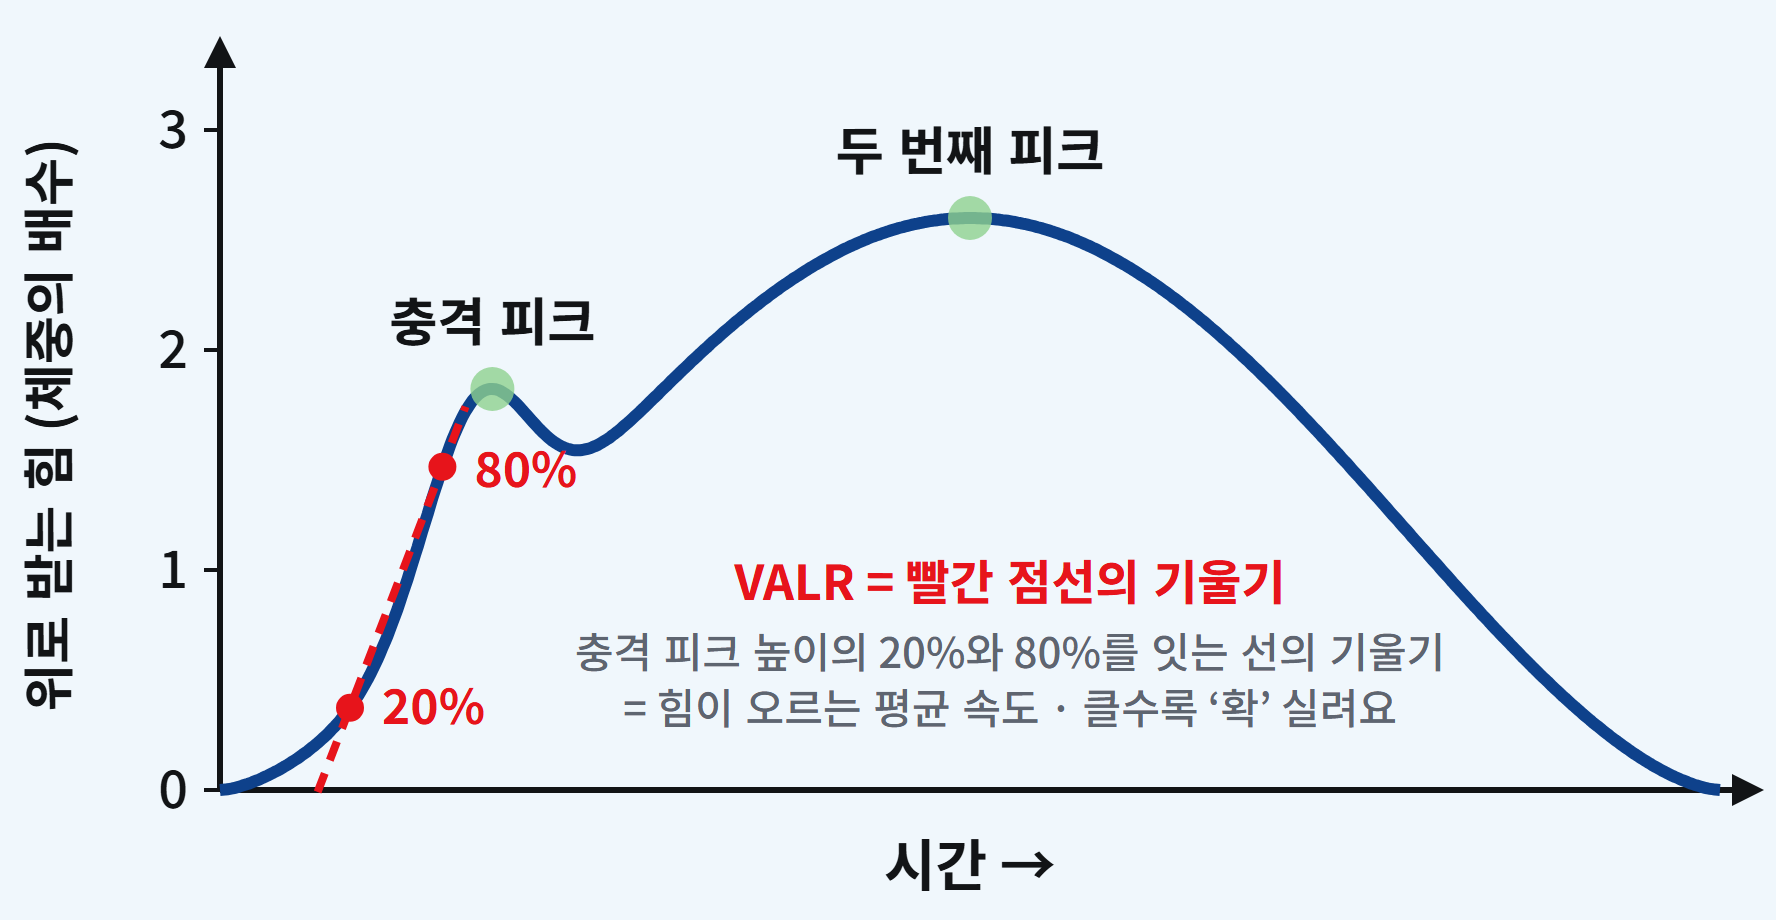 위로 받는 힘 (체중의 배수)
3
2
1
0
두 번째 피크
충격 피크
80%
20%
VALR = 빨간 점선의 기울기
충격 피크 높이의 20%와 80%를 잇는 선의 기울기
= 힘이 오르는 평균 속도 · 클수록 ‘확’ 실려요
시간 →